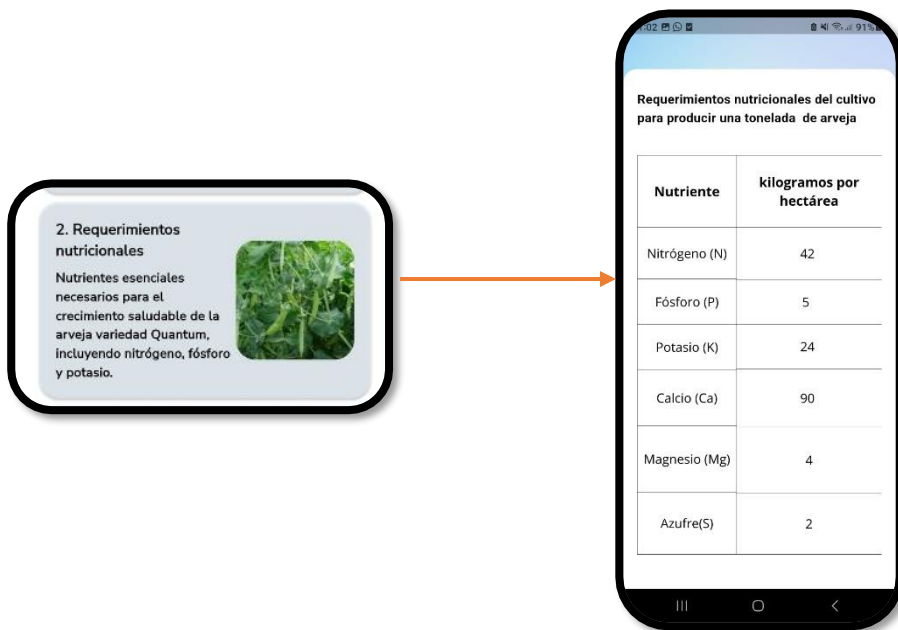 2. Requerimientos
nutricionales
Nutrientes esenciales
necesarios para el
crecimiento saludable de la
arveja variedad Quantum,
incluyendo nitrógeno, fósforo
y potasio.
:02 91%
Requerimientos nutricionales del cultivo
para producir una tonelada de arveja
Nutriente kilogramos por
hectárea
Nitrógeno (N) 42
Fósforo (P) 5
Potasio (K) 24
Calcio (Ca) 90
Magnesio (Mg) 4
Azufre(S) 2